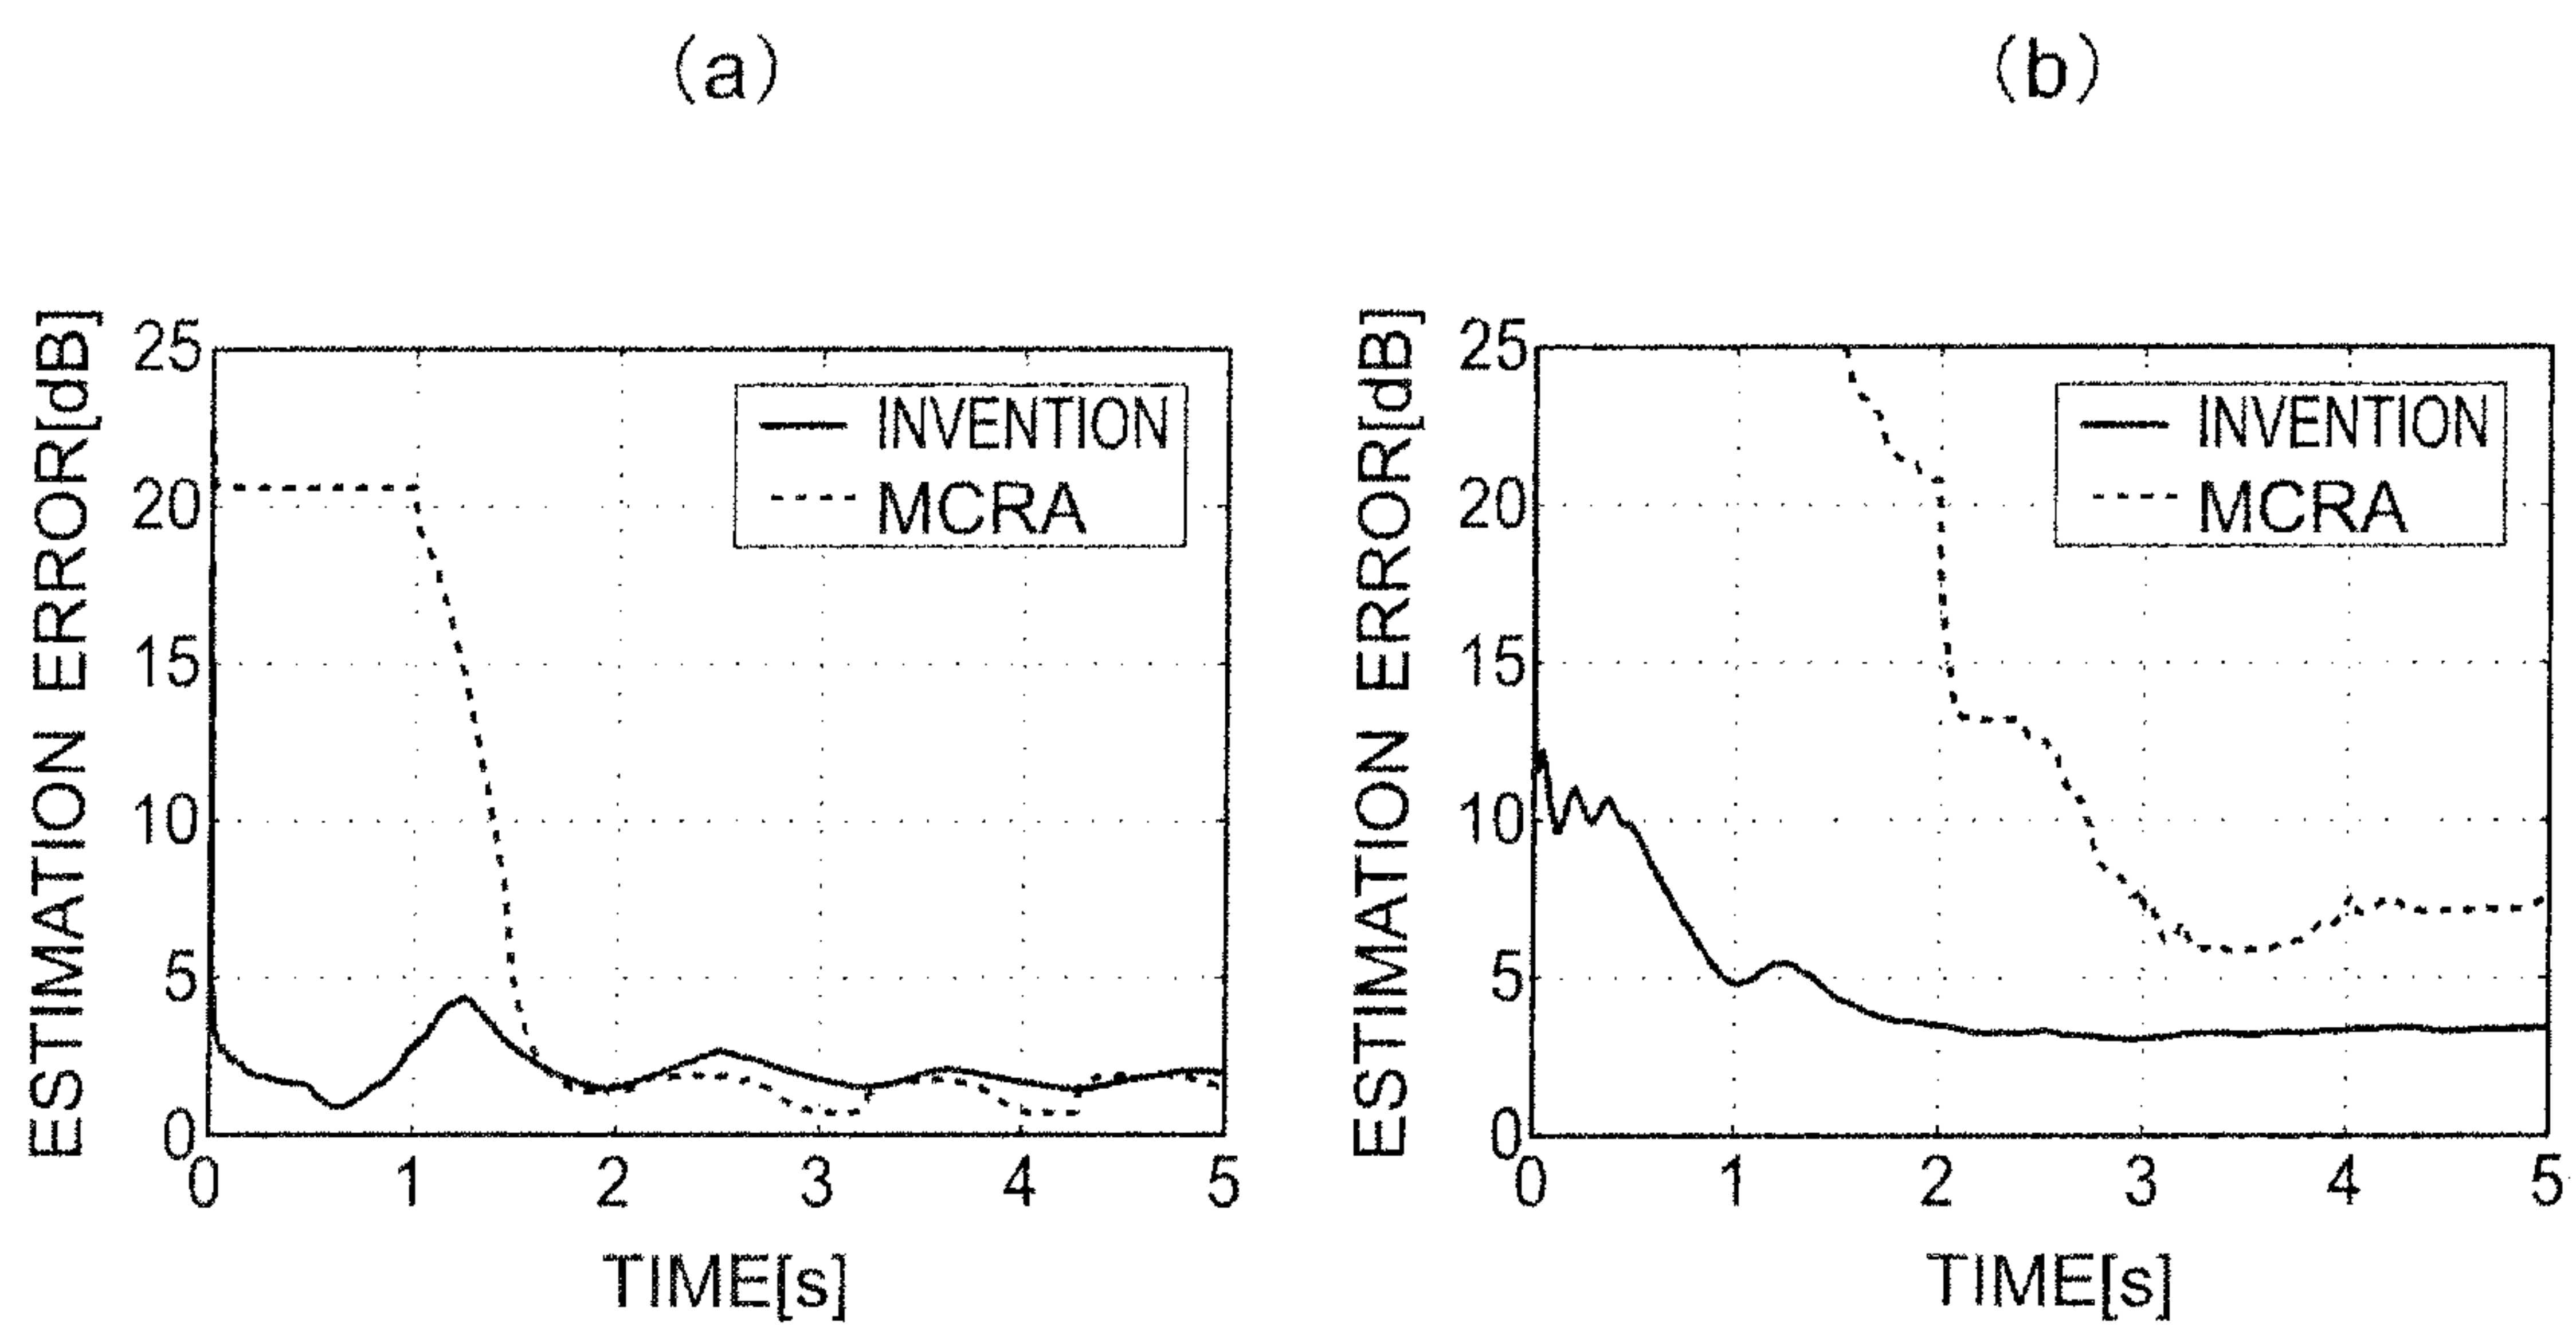 (a)
ESTIMATION ERROR[dB]
25
20
15
10
5
0
INVENTION
MCRA
0 1 2 3 4 5
TIME[s]
(b)
ESTIMATION ERROR[dB]
25
20
15
10
5
0
INVENTION
MCRA
0 1 2 3 4 5
TIME[s]